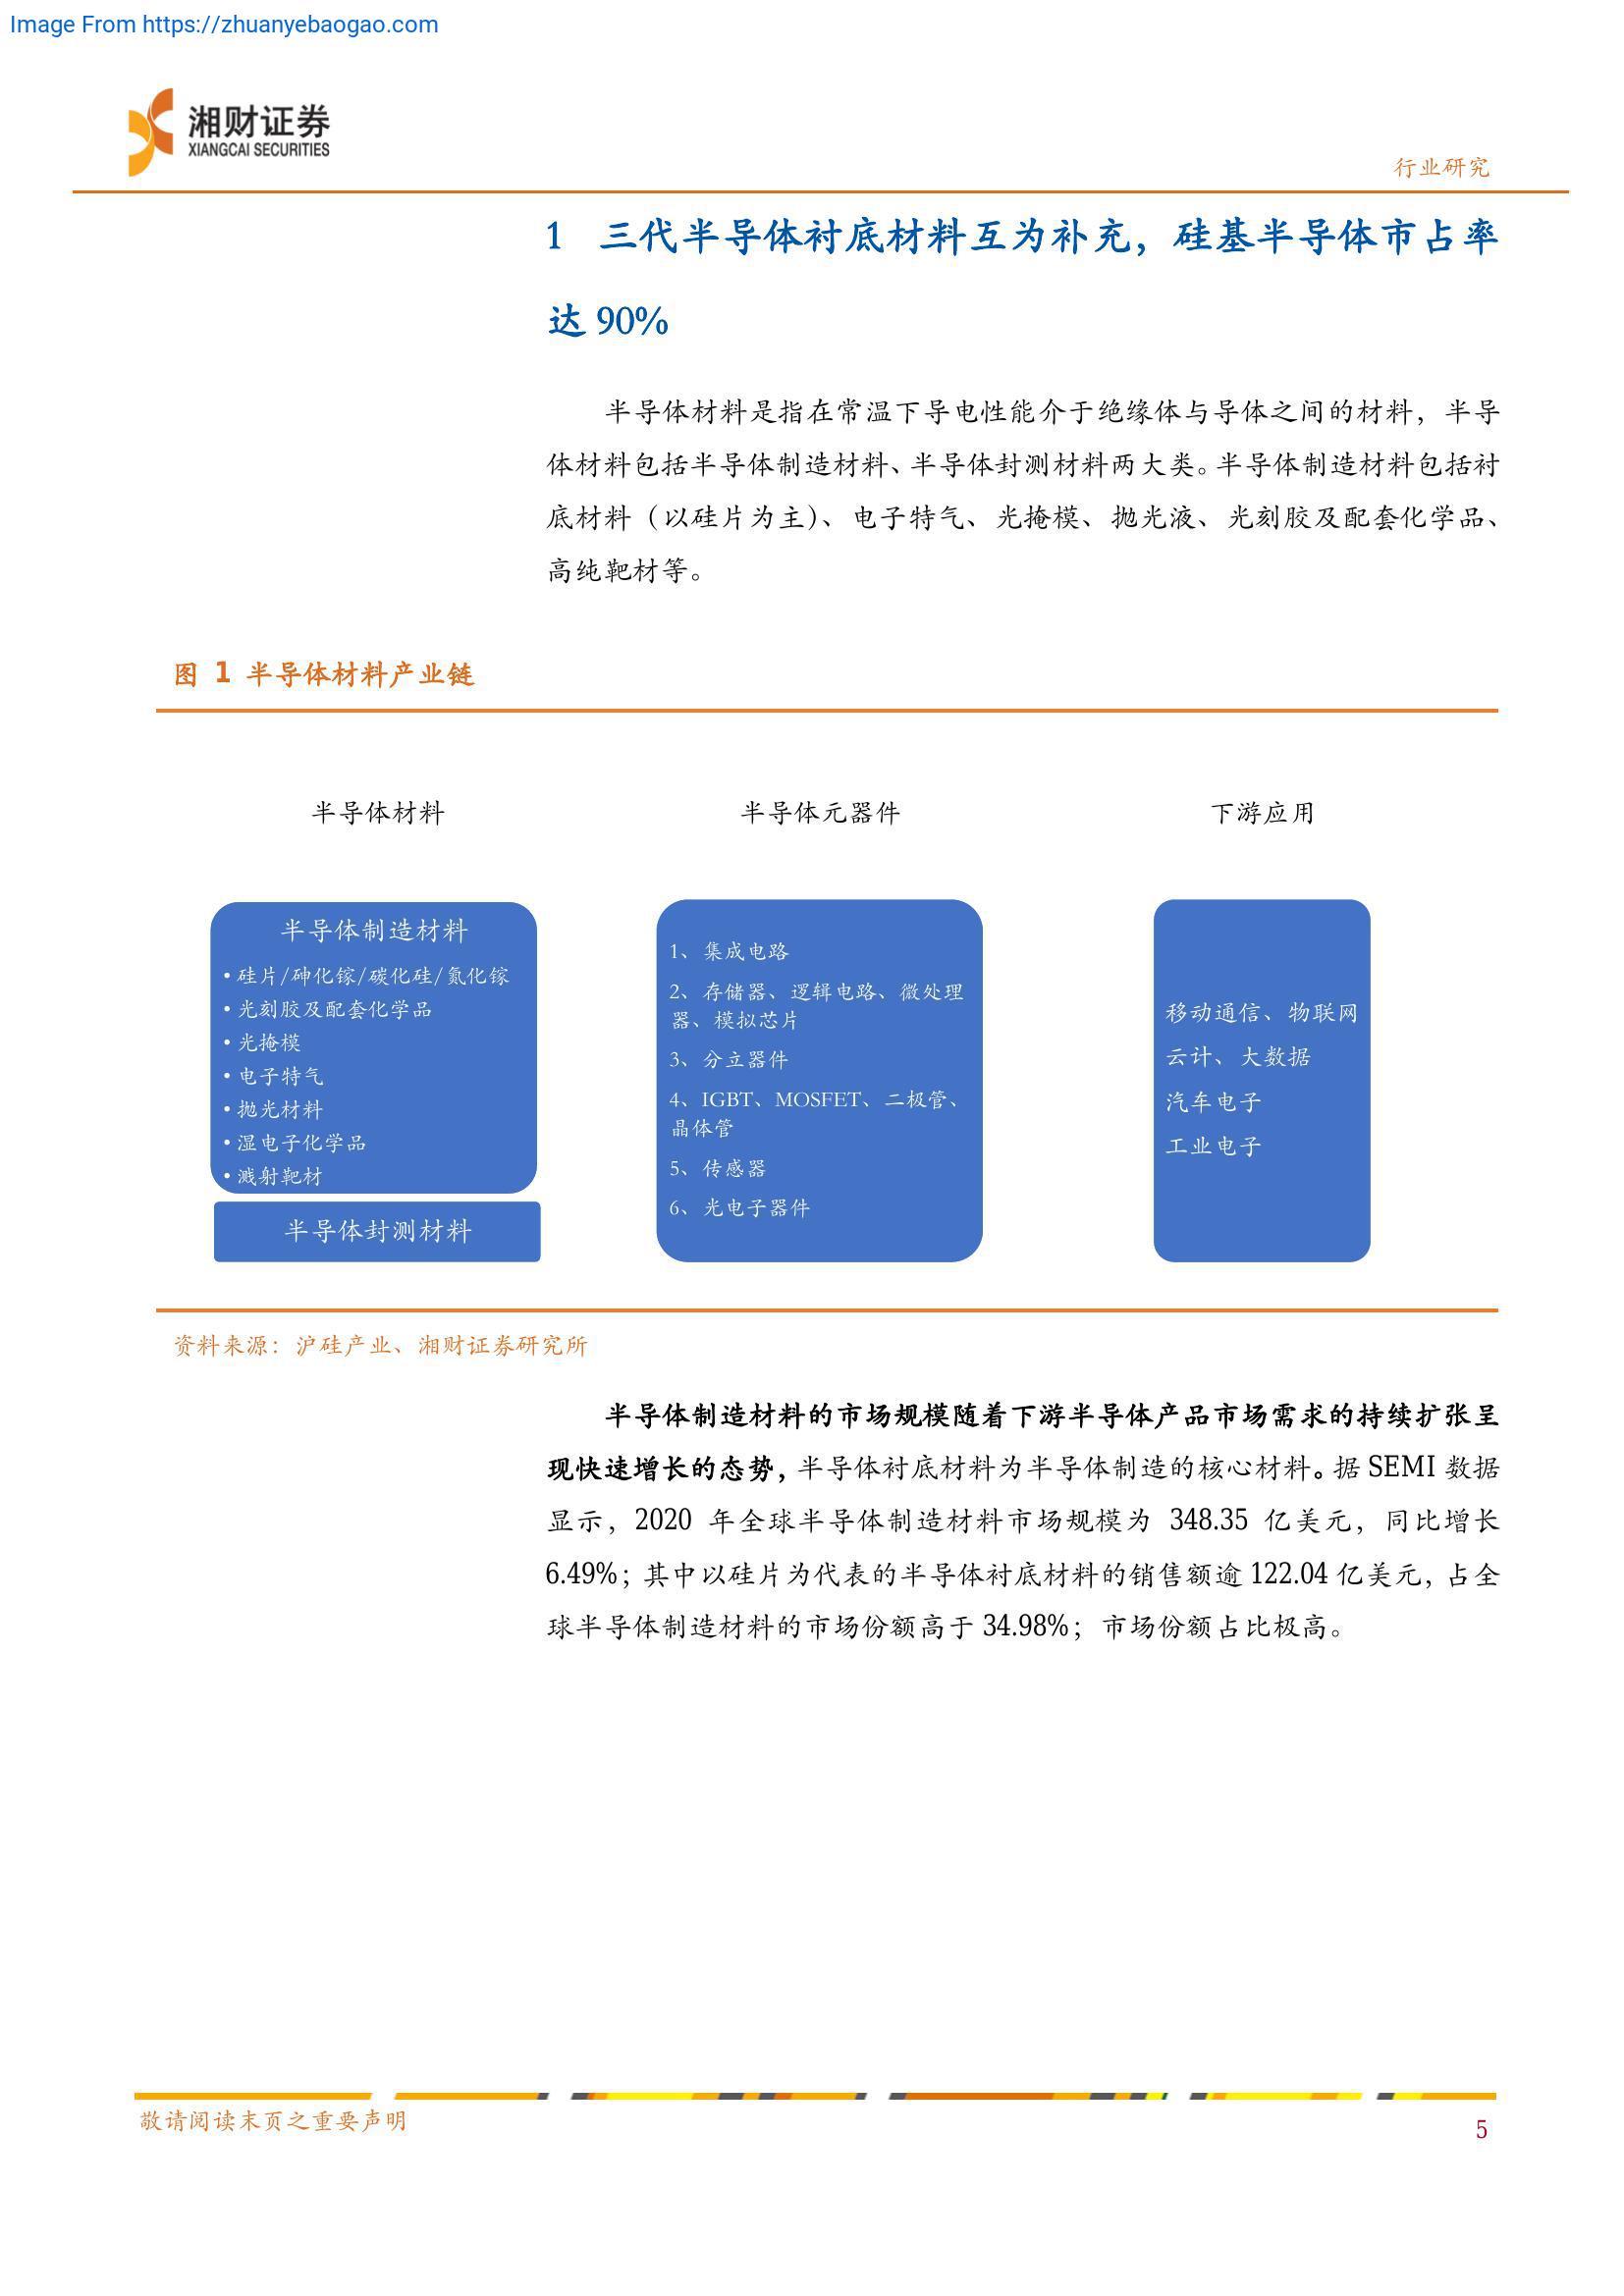 Image From https://zhuanyebaogao.com
湘财证券
XIANGCAI SECURITIES
行业研究
1 三代半导体衬底材料互为补充，硅基半导体市占率
达 90%
半导体材料是指在常温下导电性能介于绝缘体与导体之间的材料，半导
体材料包括半导体制造材料、半导体封测材料两大类。半导体制造材料包括衬
底材料（以硅片为主）、电子特气、光掩模、抛光液、光刻胶及配套化学品、
高纯靶材等。
图 1 半导体材料产业链
半导体材料
半导体元器件
下游应用
半导体制造材料
• 硅片/砷化镓/碳化硅/氮化镓
• 光刻胶及配套化学品
• 光掩模
• 电子特气
• 抛光材料
• 湿电子化学品
• 溅射靶材
半导体封测材料
1、集成电路
2、存储器、逻辑电路、微处理
器、模拟芯片
3、分立器件
4、IGBT、MOSFET、二极管、
晶体管
5、传感器
6、光电子器件
移动通信、物联网
云计、大数据
汽车电子
工业电子
资料来源：沪硅产业、湘财证券研究所
半导体制造材料的市场规模随着下游半导体产品市场需求的持续扩张呈
现快速增长的态势，半导体衬底材料为半导体制造的核心材料。据 SEMI 数据
显示，2020 年全球半导体制造材料市场规模为 348.35 亿美元，同比增长
6.49%；其中以硅片为代表的半导体衬底材料的销售额逾 122.04 亿美元，占全
球半导体制造材料的市场份额高于 34.98%；市场份额占比极高。
敬请阅读末页之重要声明
5